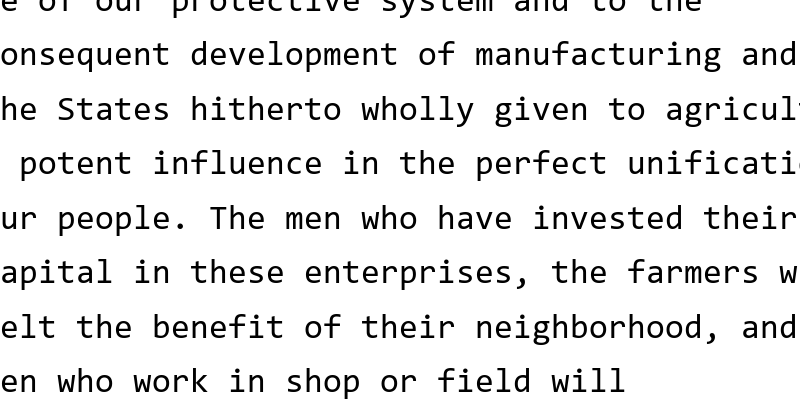 e of our protective system and to the
onsequent development of manufacturing and
he States hitherto wholly given to agricul
potent influence in the perfect unificati
ur people. The men who have invested their
apital in these enterprises, the farmers w
elt the benefit of their neighborhood, and
en who work in shop or field will